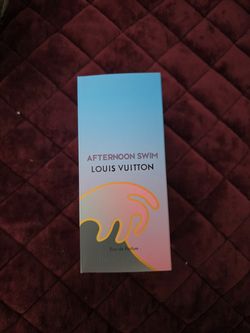 AFTERNOON SWIM
LOUIS VUITTON
Eau de Parfum